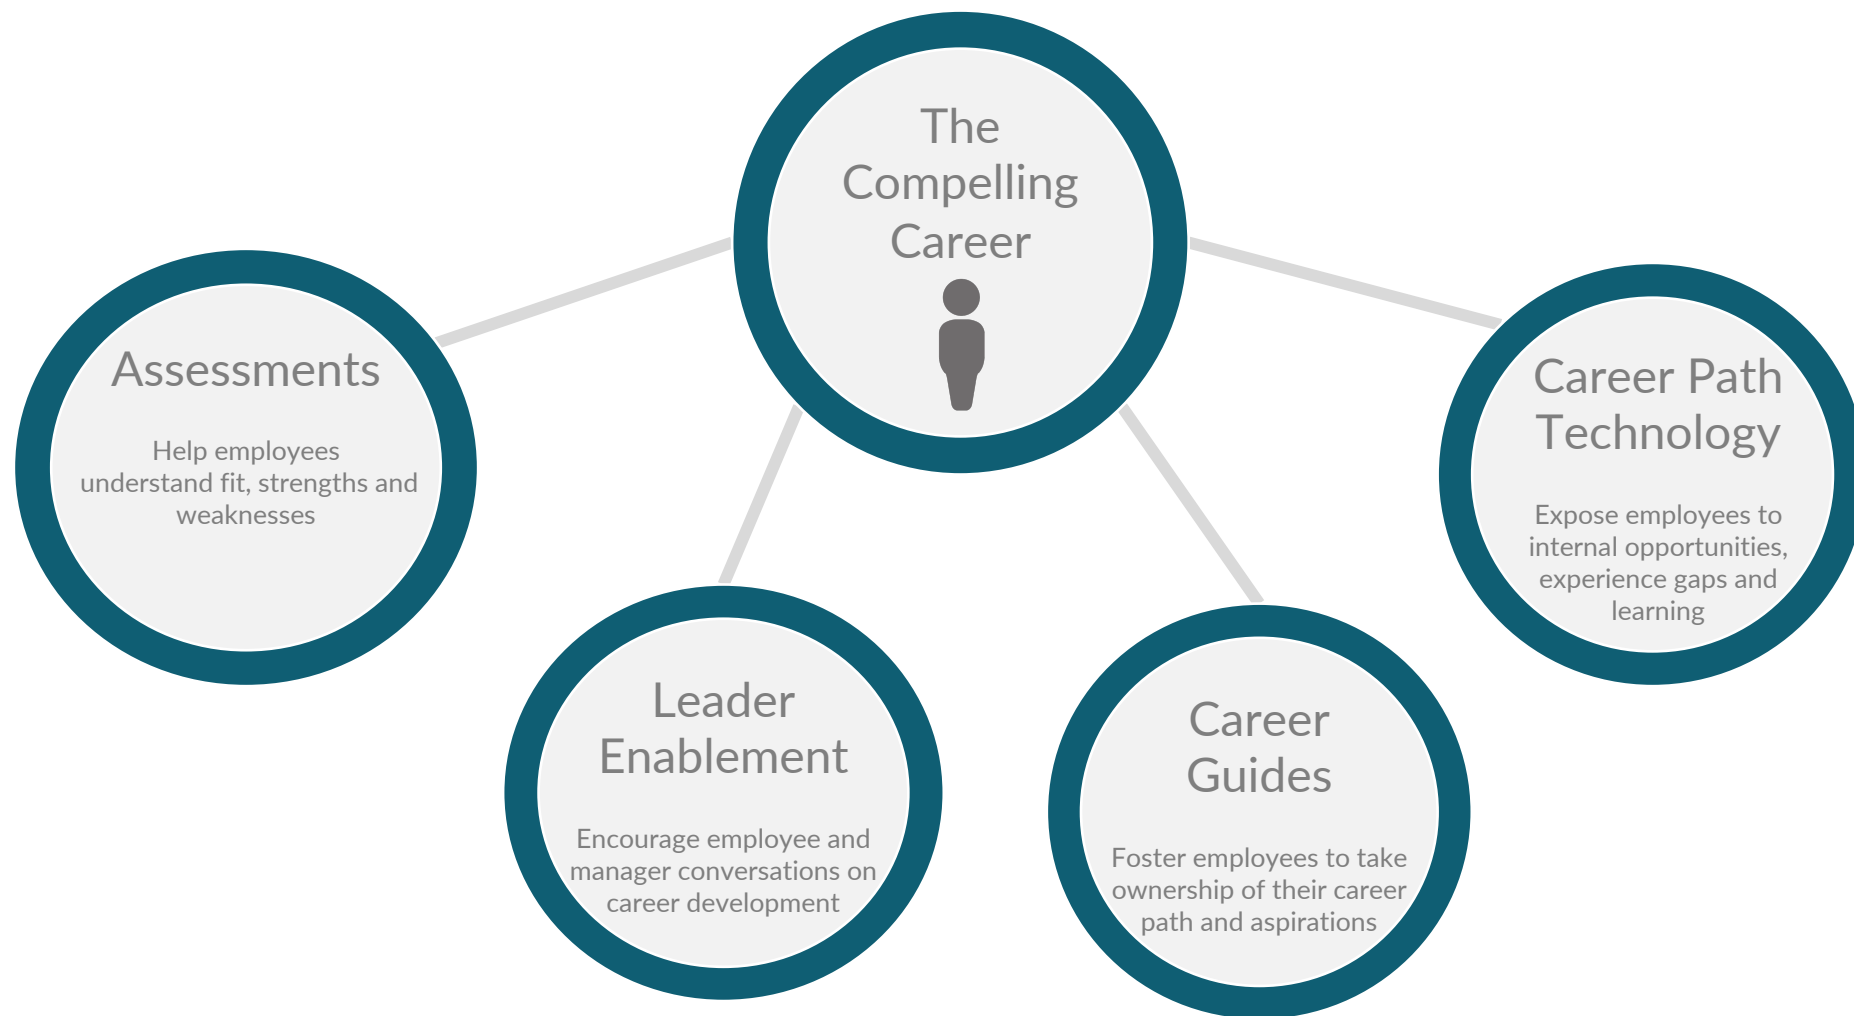 The
Compelling
Career
Assessments
Help employees
understand fit, strengths and
weaknesses
Leader
Enablement
Encourage employee and
manager conversations on
career development
Career
Guides
Foster employees to take
ownership of their career
path and aspirations
Career Path
Technology
Expose employees to
internal opportunities,
experience gaps and
learning